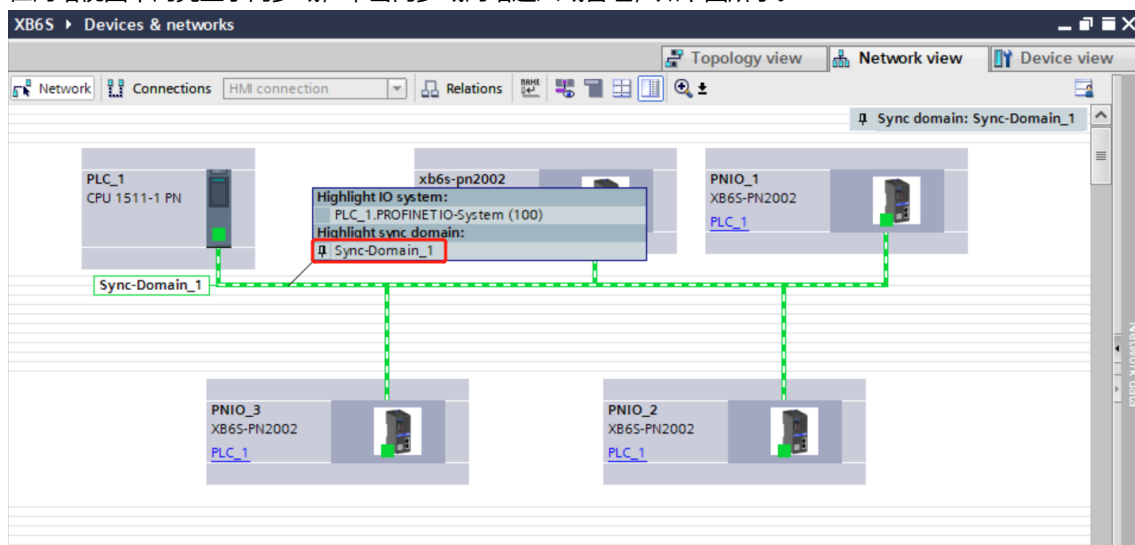 XB6S ▸ Devices & networks
Topology view
Network view
Device view
Network
Connections
HMI connection
Relations
Sync domain: Sync-Domain_1
PLC_1
CPU 1511-1 PN
xb6s-pn2002
PNIO_1
XB6S-PN2002
PLC_1
Highlight IO system:
PLC_1.PROFINET IO-System (100)
Highlight sync domain:
Sync-Domain_1
Sync-Domain_1
PNIO_3
XB6S-PN2002
PLC_1
PNIO_2
XB6S-PN2002
PLC_1
Network data